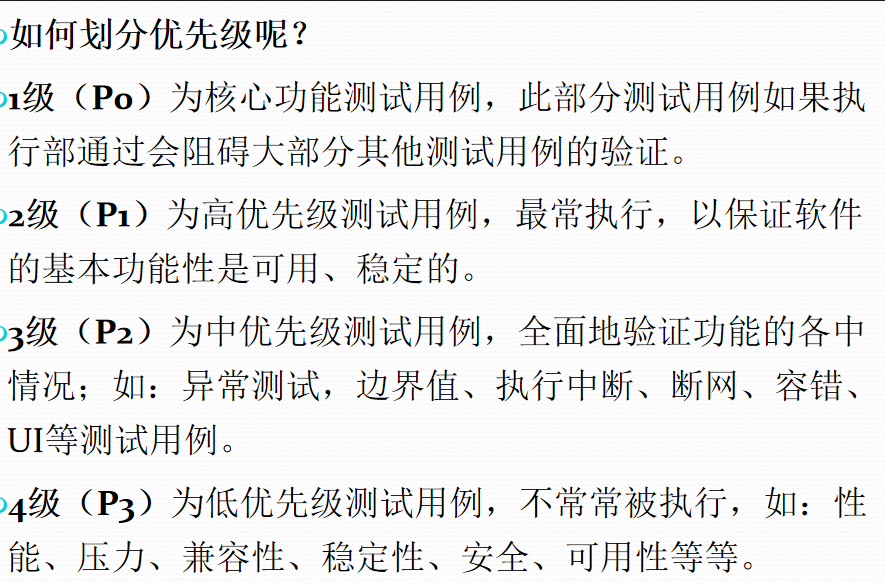 如何划分优先级呢？
1级（P0）为核心功能测试用例，此部分测试用例如果执
行部通过会阻碍大部分其他测试用例的验证。
2级（P1）为高优先级测试用例，最常执行，以保证软件
的基本功能性是可用、稳定的。
3级（P2）为中优先级测试用例，全面地验证功能的各中
情况；如：异常测试，边界值、执行中断、断网、容错、
UI等测试用例。
4级（P3）为低优先级测试用例，不常常被执行，如：性
能、压力、兼容性、稳定性、安全、可用性等等。